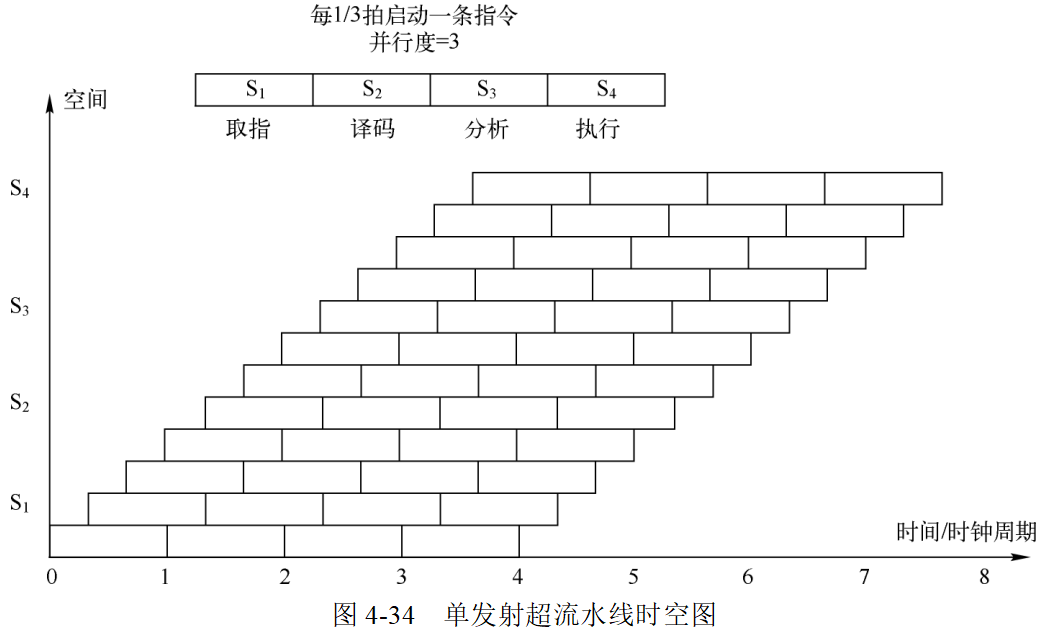 每1/3拍启动一条指令
并行度=3
S₁ S₂ S₃ S₄
取指 译码 分析 执行
空间
S₄
S₃
S₂
S₁
时间/时钟周期
0 1 2 3 4 5 6 7 8
图 4-34 单发射超流水线时空图